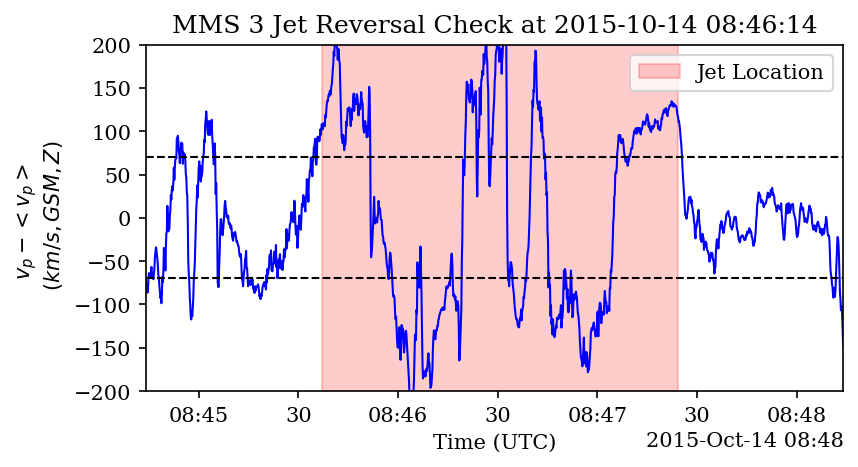 MMS 3 Jet Reversal Check at 2015-10-14 08:46:14
200
150
100
50
0
−50
−100
−150
−200
v_p − < v_p >
(km/s, GSM, Z)
Jet Location
08:45
30
08:46
30
08:47
30
08:48
Time (UTC)
2015-Oct-14 08:48